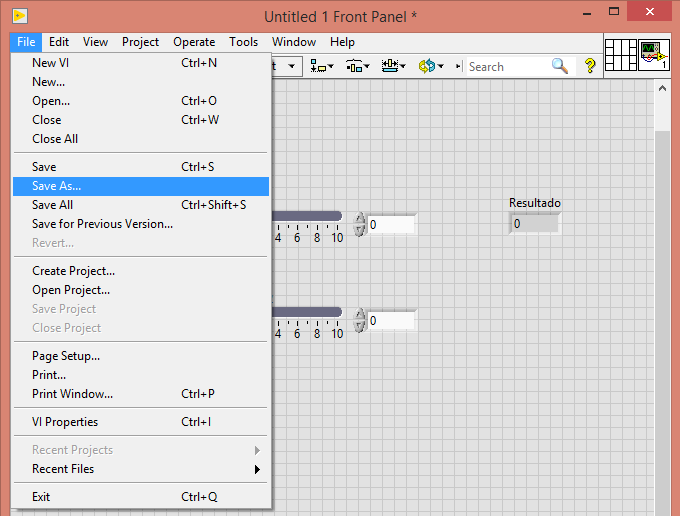 Untitled 1 Front Panel *
File Edit View Project Operate Tools Window Help
Search
? 1
New VI Ctrl+N
New...
Open... Ctrl+O
Close Ctrl+W
Close All
Save Ctrl+S
Save As...
Save All Ctrl+Shift+S
Save for Previous Version...
Revert...
Create Project...
Open Project...
Save Project
Close Project
Page Setup...
Print...
Print Window... Ctrl+P
VI Properties Ctrl+I
Recent Projects
Recent Files
Exit Ctrl+Q
Resultado
0 0
4 6 8 10
0
4 6 8 10